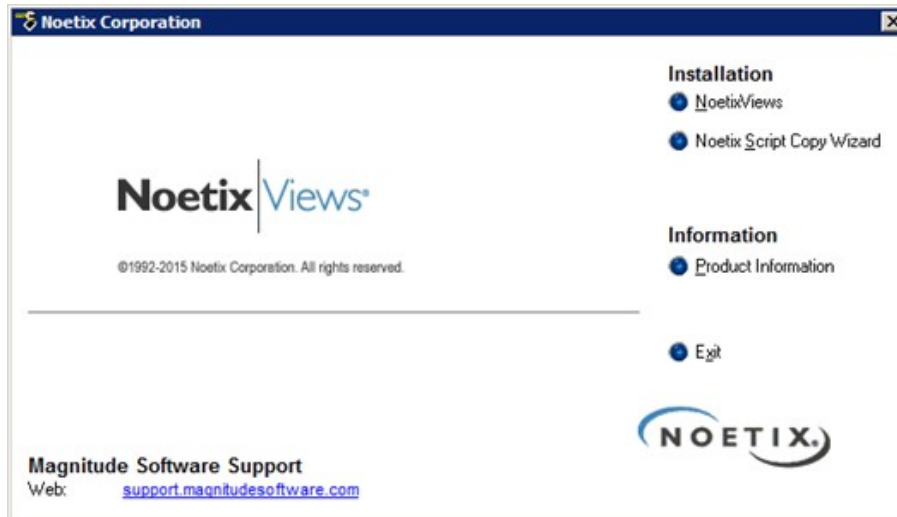 Noetix Corporation
Installation
NoetixViews
Noetix Script Copy Wizard
Noetix Views®
©1992-2015 Noetix Corporation. All rights reserved.
Information
Product Information
Exit
NOETIX.
Magnitude Software Support
Web: support.magnitudesoftware.com